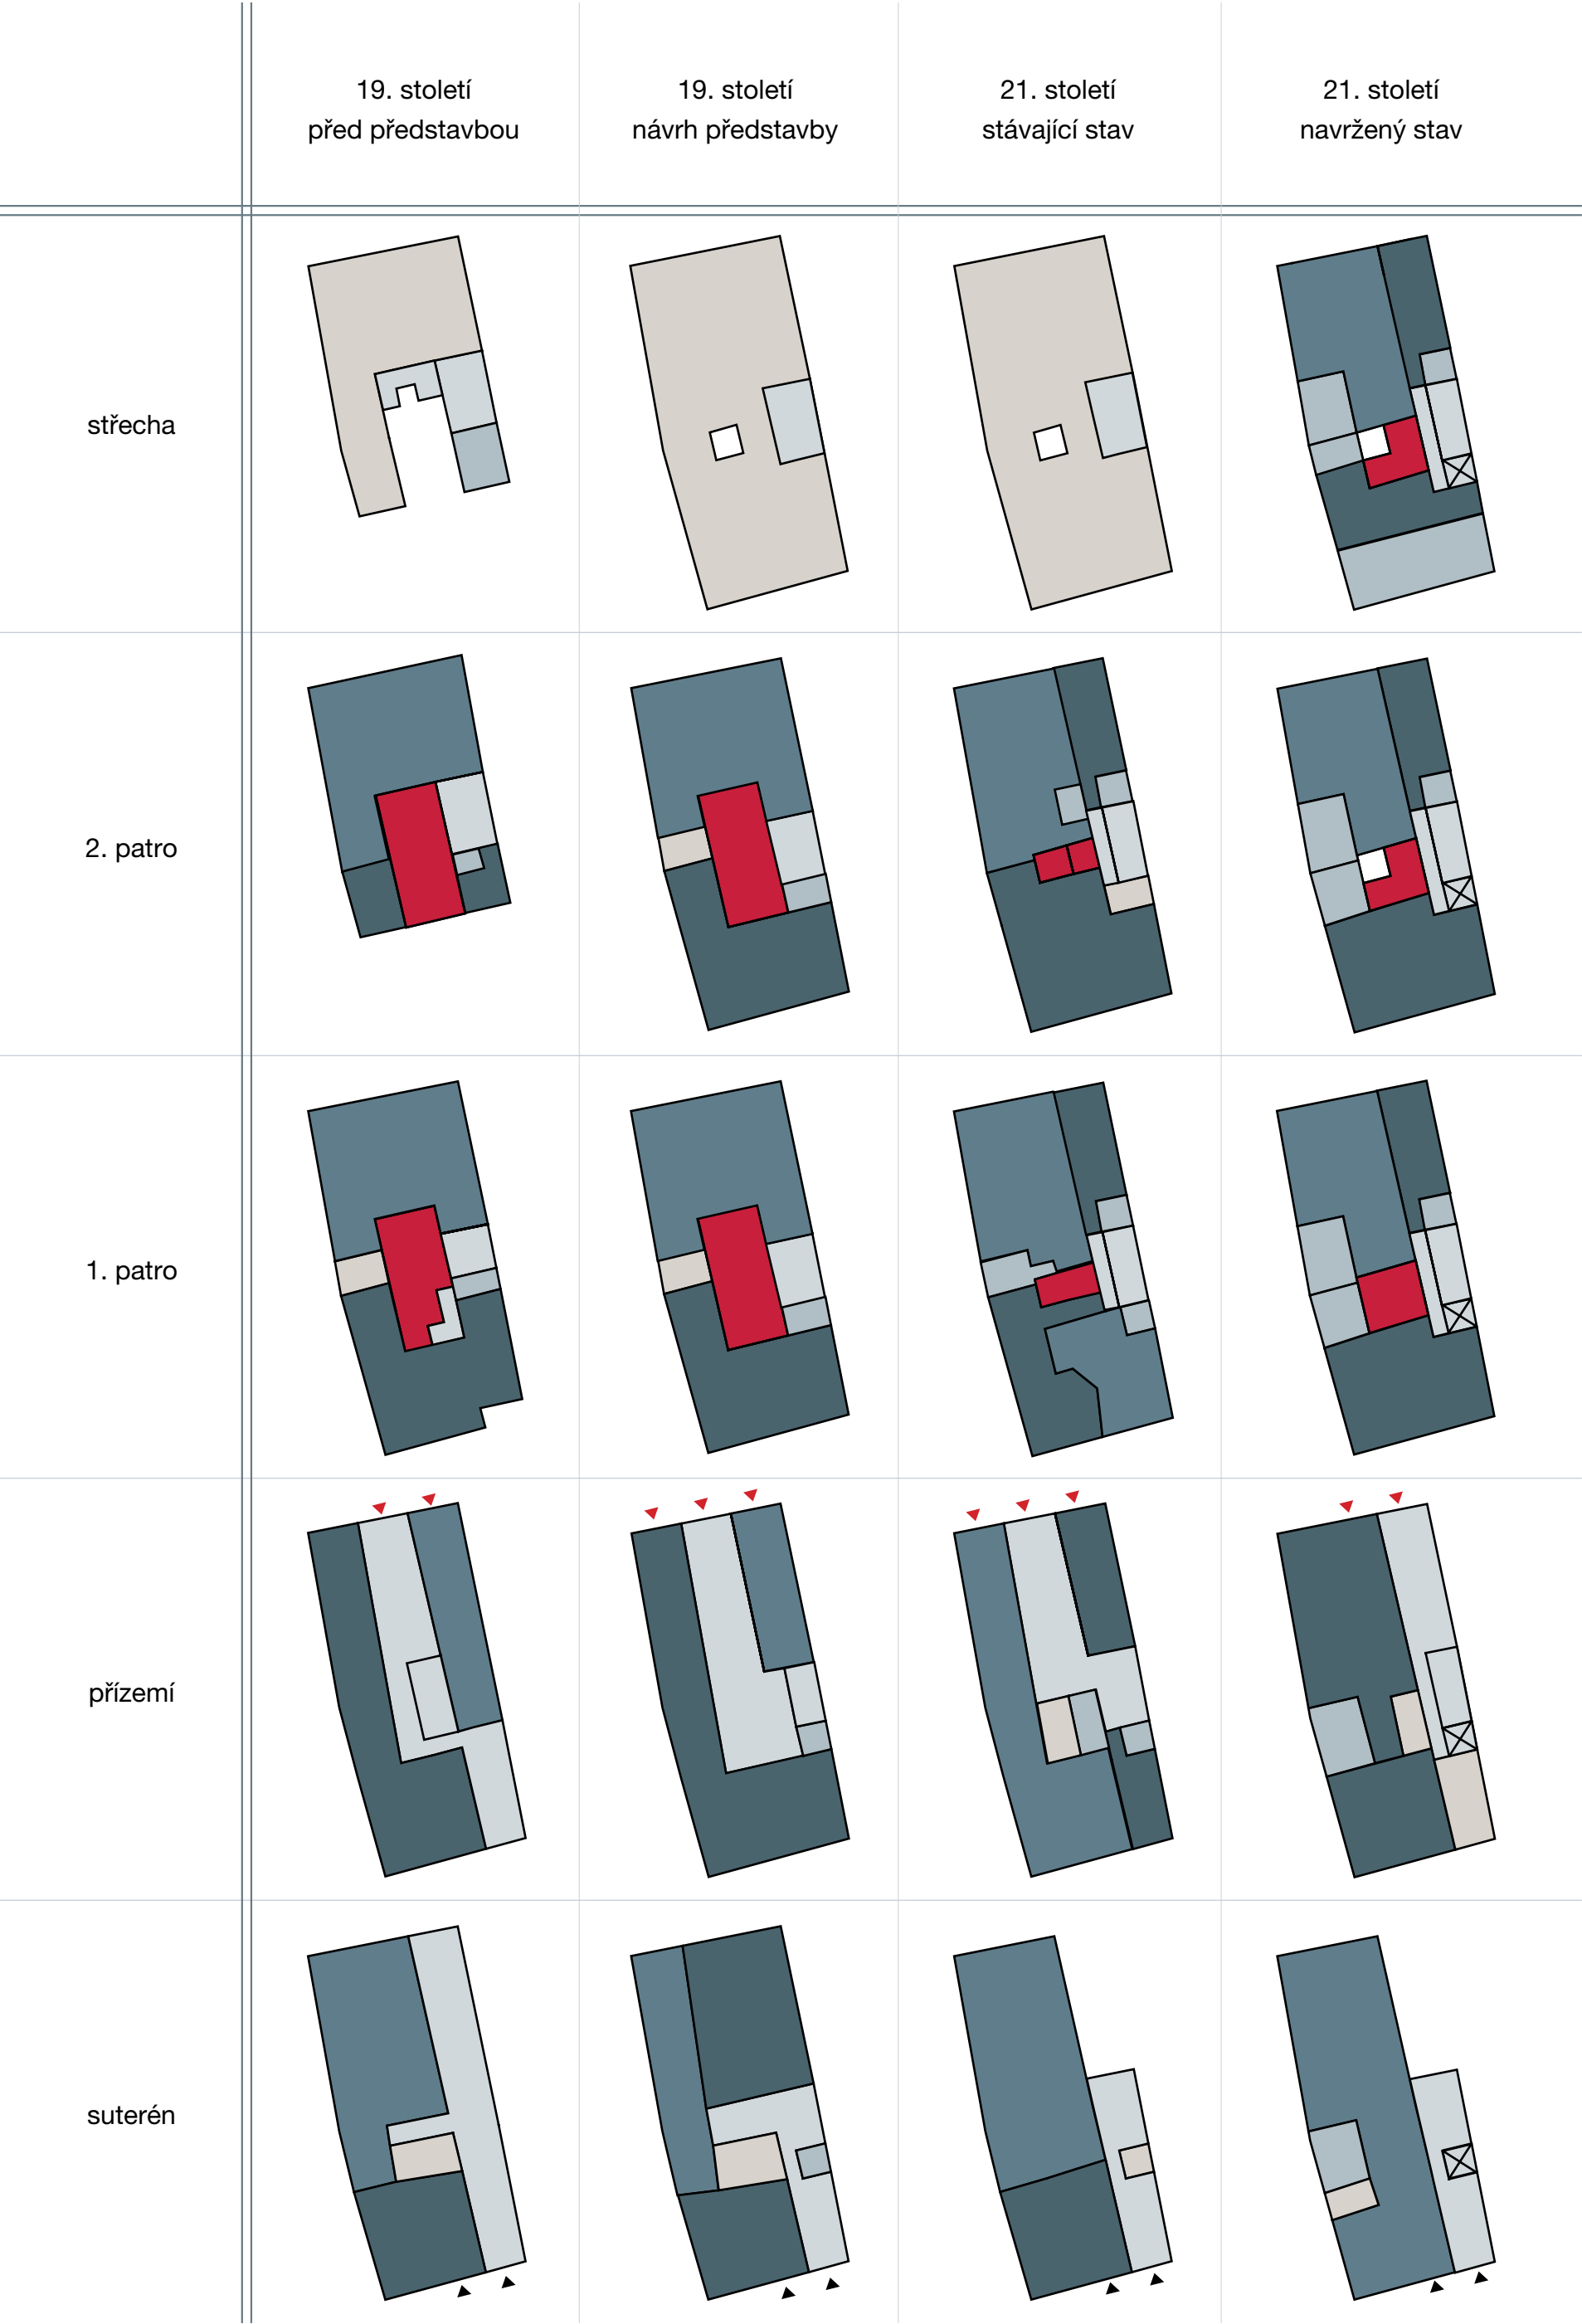 19. století
před představbou
19. století
návrh představby
21. století
stávající stav
21. století
navržený stav
střecha
2. patro
1. patro
přízemí
suterén